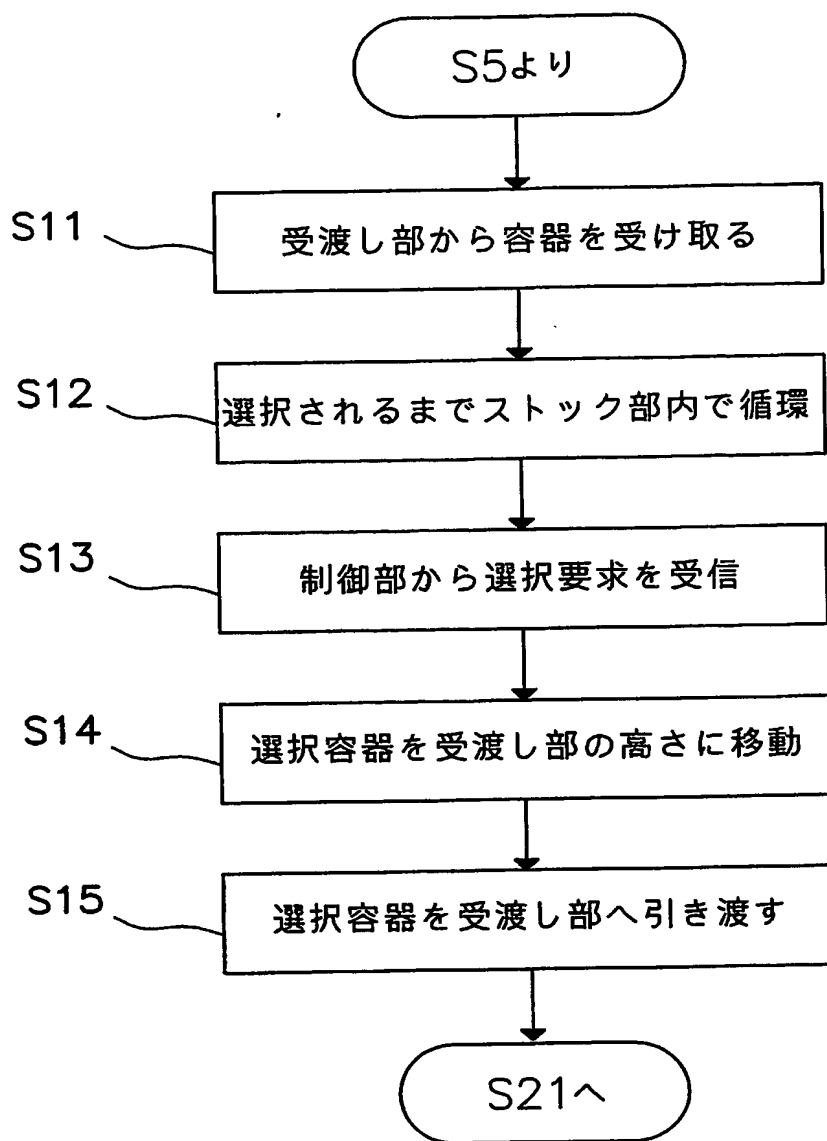 S5より
S11
受渡し部から容器を受け取る
S12
選択されるまでストック部内で循環
S13
制御部から選択要求を受信
S14
選択容器を受渡し部の高さに移動
S15
選択容器を受渡し部へ引き渡す
S21へ